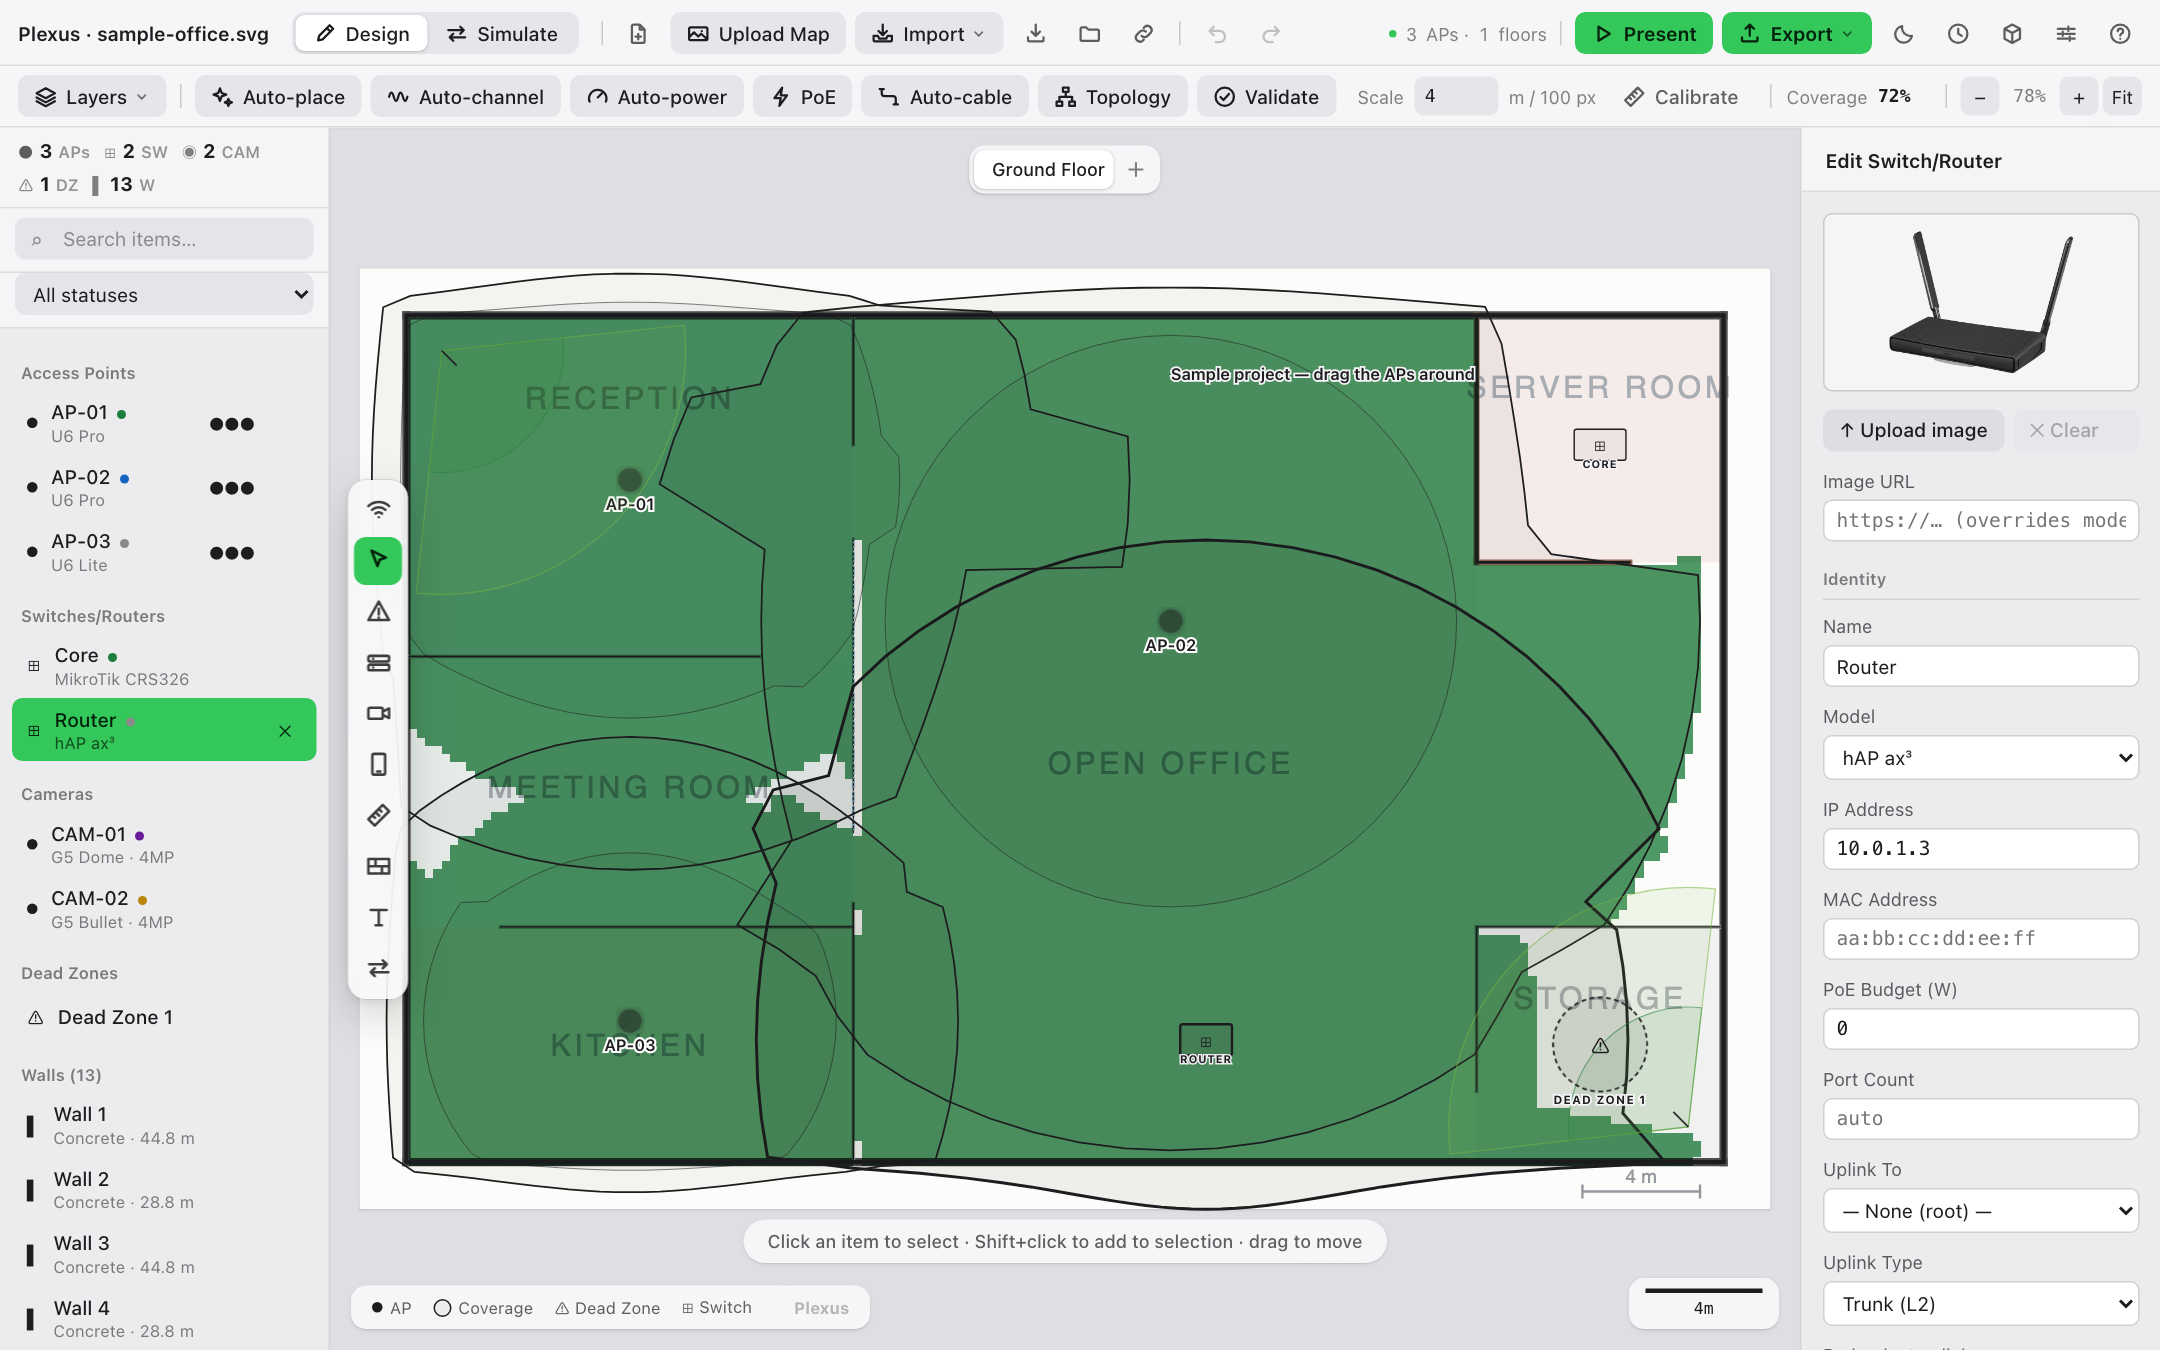 Plexus · sample-office.svg
Design
Simulate
Upload Map
Import
3 APs · 1 floors
Present
Export
Layers
Auto-place
Auto-channel
Auto-power
PoE
Auto-cable
Topology
Validate
Scale 4 m / 100 px
Calibrate
Coverage 72%
− 78% + Fit
3 APs 2 SW 2 CAM
1 DZ 13 W
Search items...
All statuses
Access Points
AP-01
U6 Pro
AP-02
U6 Pro
AP-03
U6 Lite
Switches/Routers
Core
MikroTik CRS326
Router
hAP ax³
Cameras
CAM-01
G5 Dome · 4MP
CAM-02
G5 Bullet · 4MP
Dead Zones
Dead Zone 1
Walls (13)
Wall 1
Concrete · 44.8 m
Wall 2
Concrete · 28.8 m
Wall 3
Concrete · 44.8 m
Wall 4
Concrete · 28.8 m
Ground Floor +
RECEPTION
Sample project — drag the APs around
SERVER ROOM
CORE
AP-01
AP-02
OPEN OFFICE
MEETING ROOM
KITCHEN
AP-03
ROUTER
STORAGE
DEAD ZONE 1
4 m
Click an item to select · Shift+click to add to selection · drag to move
AP
Coverage
Dead Zone
Switch
Plexus
4m
Edit Switch/Router
↑ Upload image
× Clear
Image URL
https://… (overrides mode
Identity
Name
Router
Model
hAP ax³
IP Address
10.0.1.3
MAC Address
aa:bb:cc:dd:ee:ff
PoE Budget (W)
0
Port Count
auto
Uplink To
— None (root) —
Uplink Type
Trunk (L2)